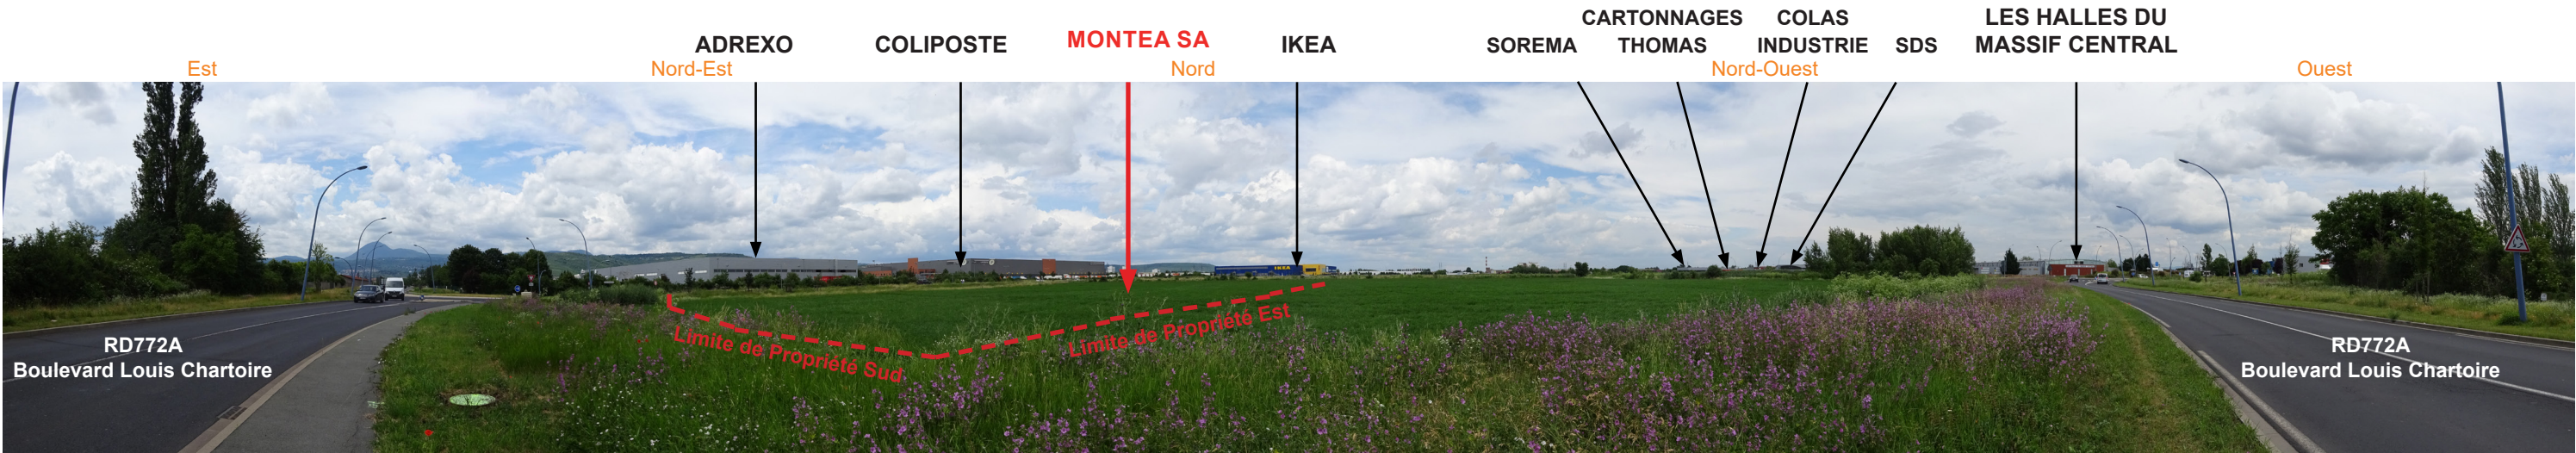 LES HALLES DU
MASSIF CENTRAL
CARTONNAGES
THOMAS
COLAS
INDUSTRIE
ADREXO
COLIPOSTE
MONTEA SA
IKEA
SOREMA
SDS
Est
Nord-Est
Nord
Nord-Ouest
Ouest
IKEA
Limite de Propriété Sud
Limite de Propriété Est
RD772A
Boulevard Louis Chartoire
RD772A
Boulevard Louis Chartoire